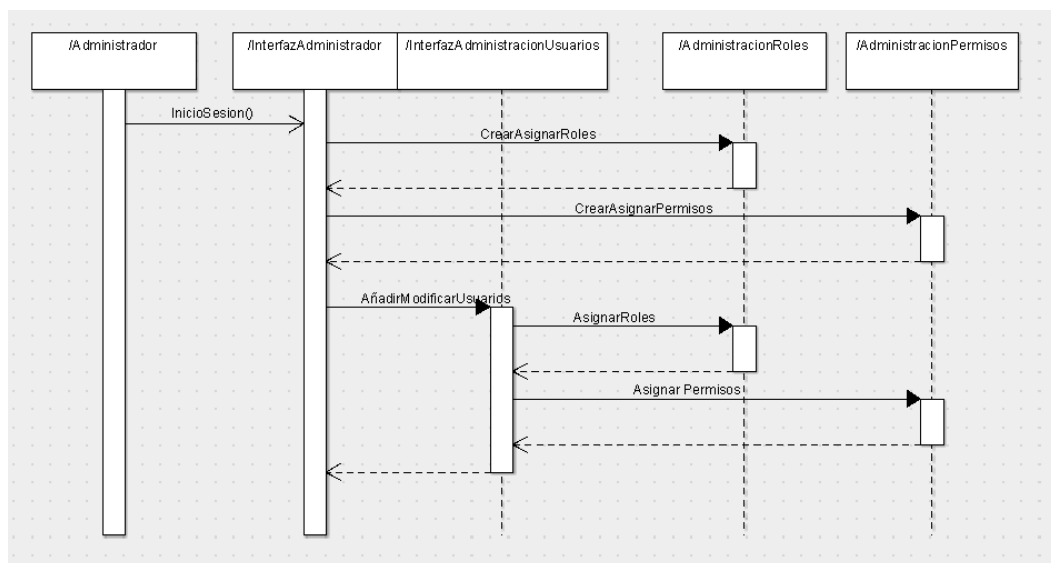 /Administrador
/InterfazAdministrador
/InterfazAdministracionUsuarios
/AdministracionRoles
/AdministracionPermisos
InicioSesion()
CrearAsignarRoles
CrearAsignarPermisos
AñadirModificarUsuarios
AsignarRoles
Asignar Permisos